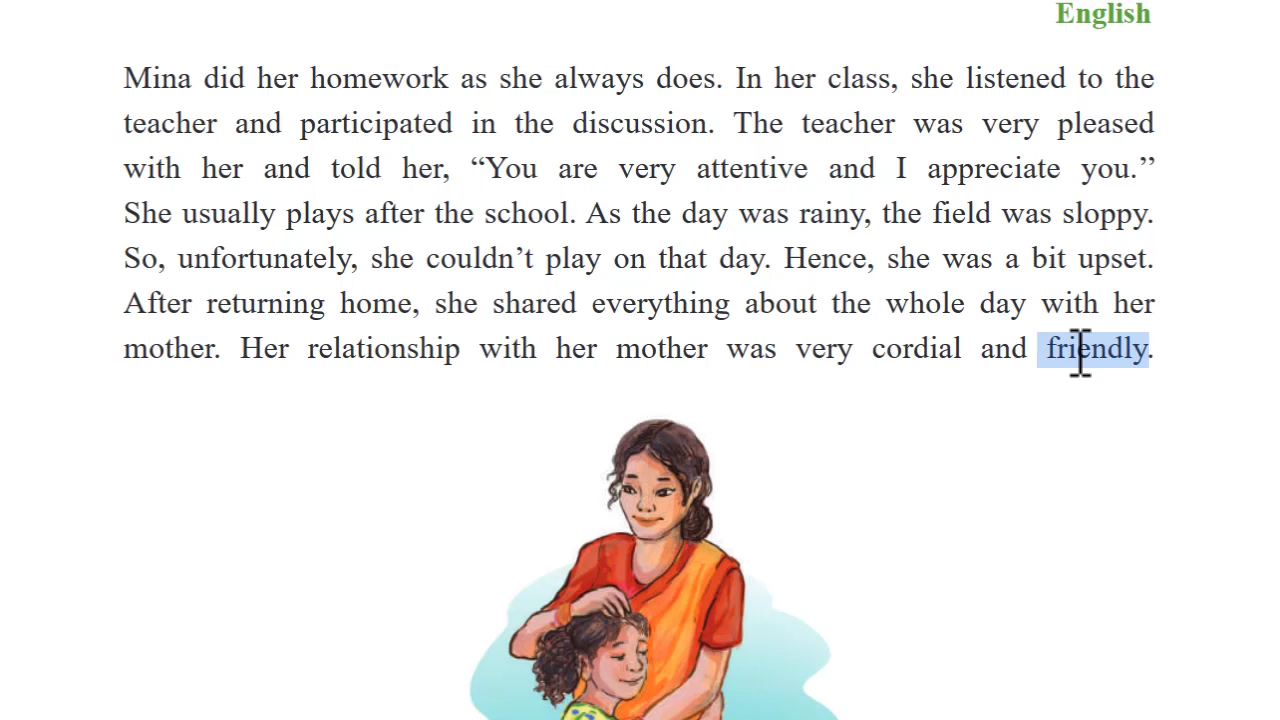 English
Mina did her homework as she always does. In her class, she listened to the
teacher and participated in the discussion. The teacher was very pleased
with her and told her, “You are very attentive and I appreciate you.’’
She usually plays after the school. As the day was rainy, the field was sloppy.
So, unfortunately, she couldn’t play on that day. Hence, she was a bit upset.
After returning home, she shared everything about the whole day with her
mother. Her relationship with her mother was very cordial and friendly.